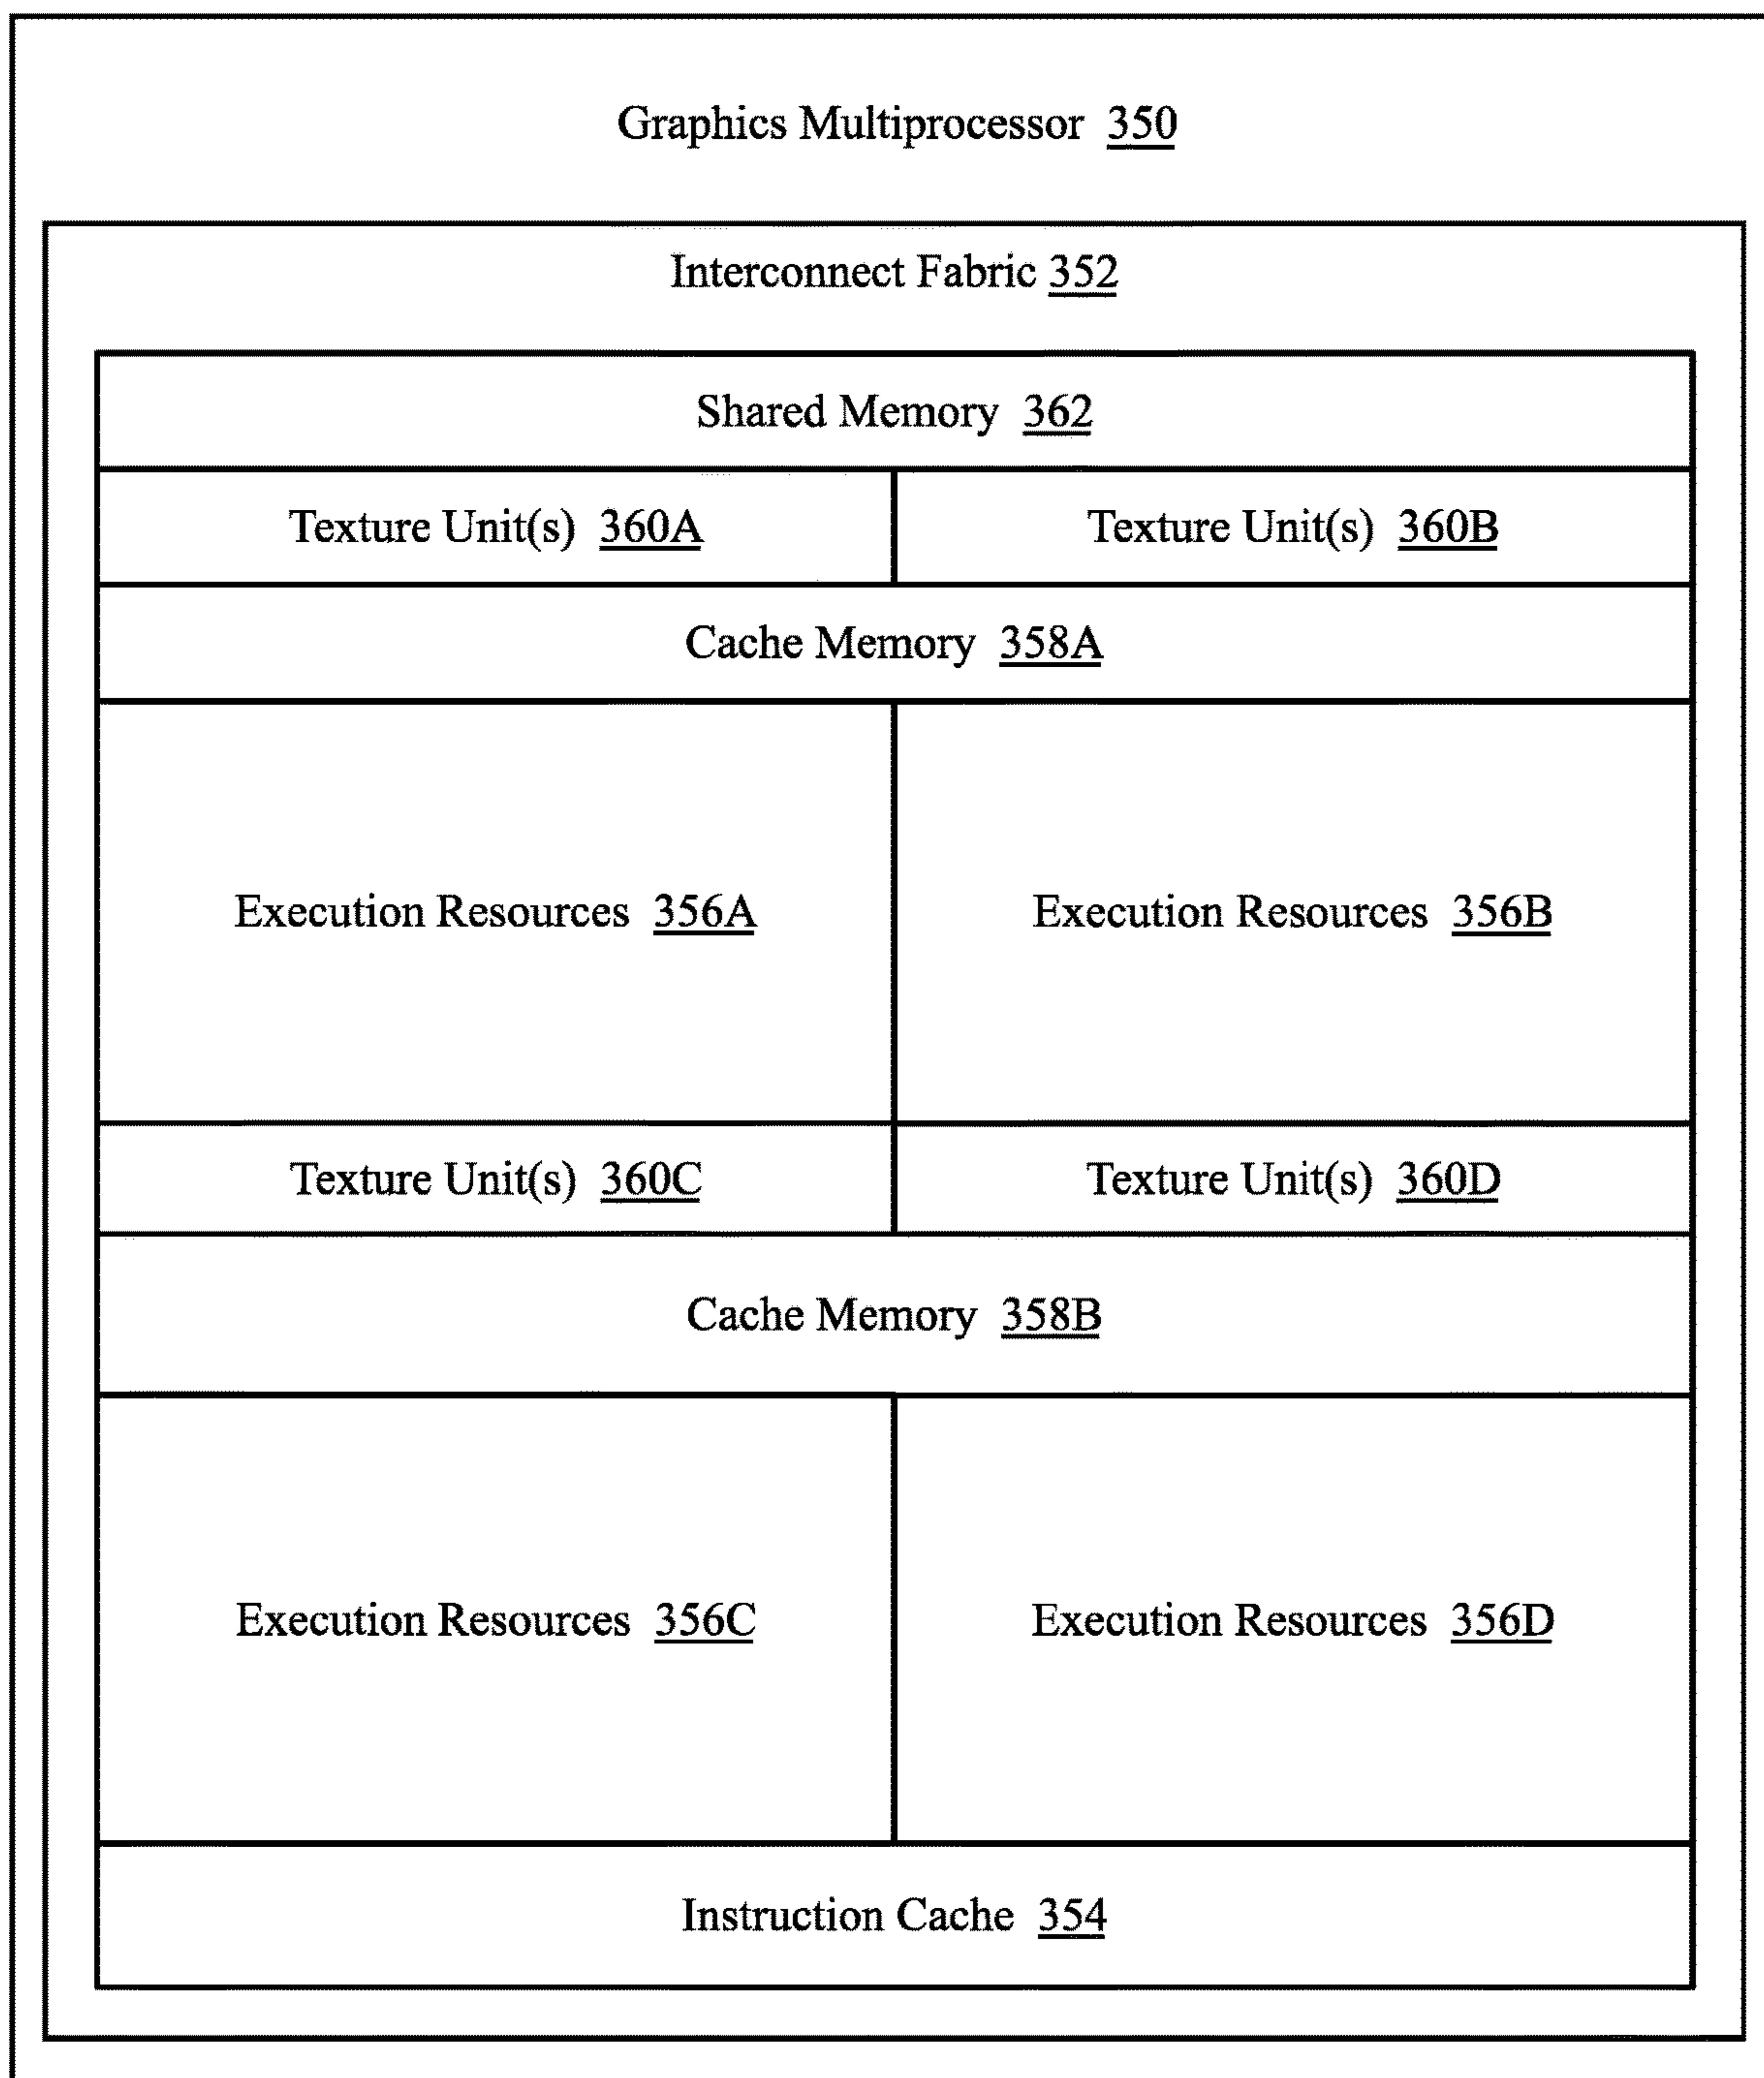 Graphics Multiprocessor 350
Interconnect Fabric 352
Shared Memory 362
Texture Unit(s) 360A
Texture Unit(s) 360B
Cache Memory 358A
Execution Resources 356A
Execution Resources 356B
Texture Unit(s) 360C
Texture Unit(s) 360D
Cache Memory 358B
Execution Resources 356C
Execution Resources 356D
Instruction Cache 354